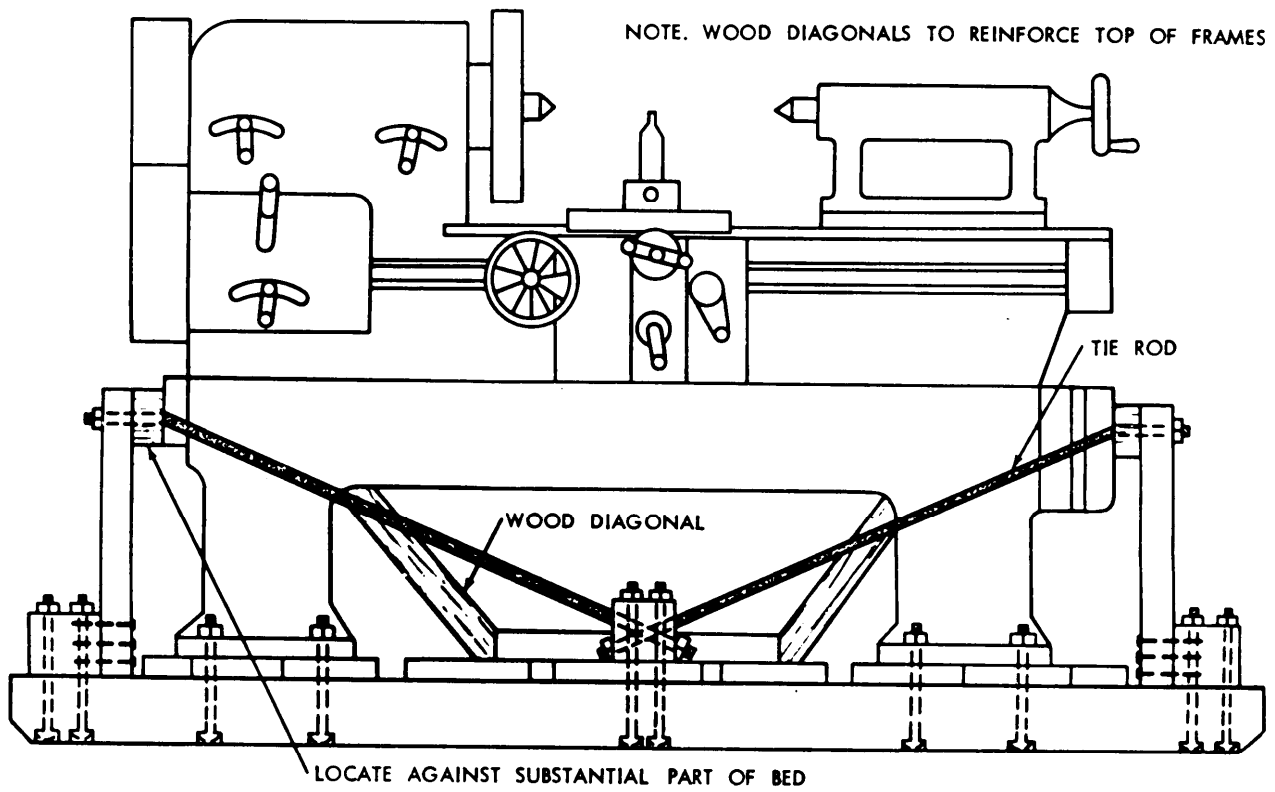 NOTE. WOOD DIAGONALS TO REINFORCE TOP OF FRAMES
TIE ROD
WOOD DIAGONAL
LOCATE AGAINST SUBSTANTIAL PART OF BED